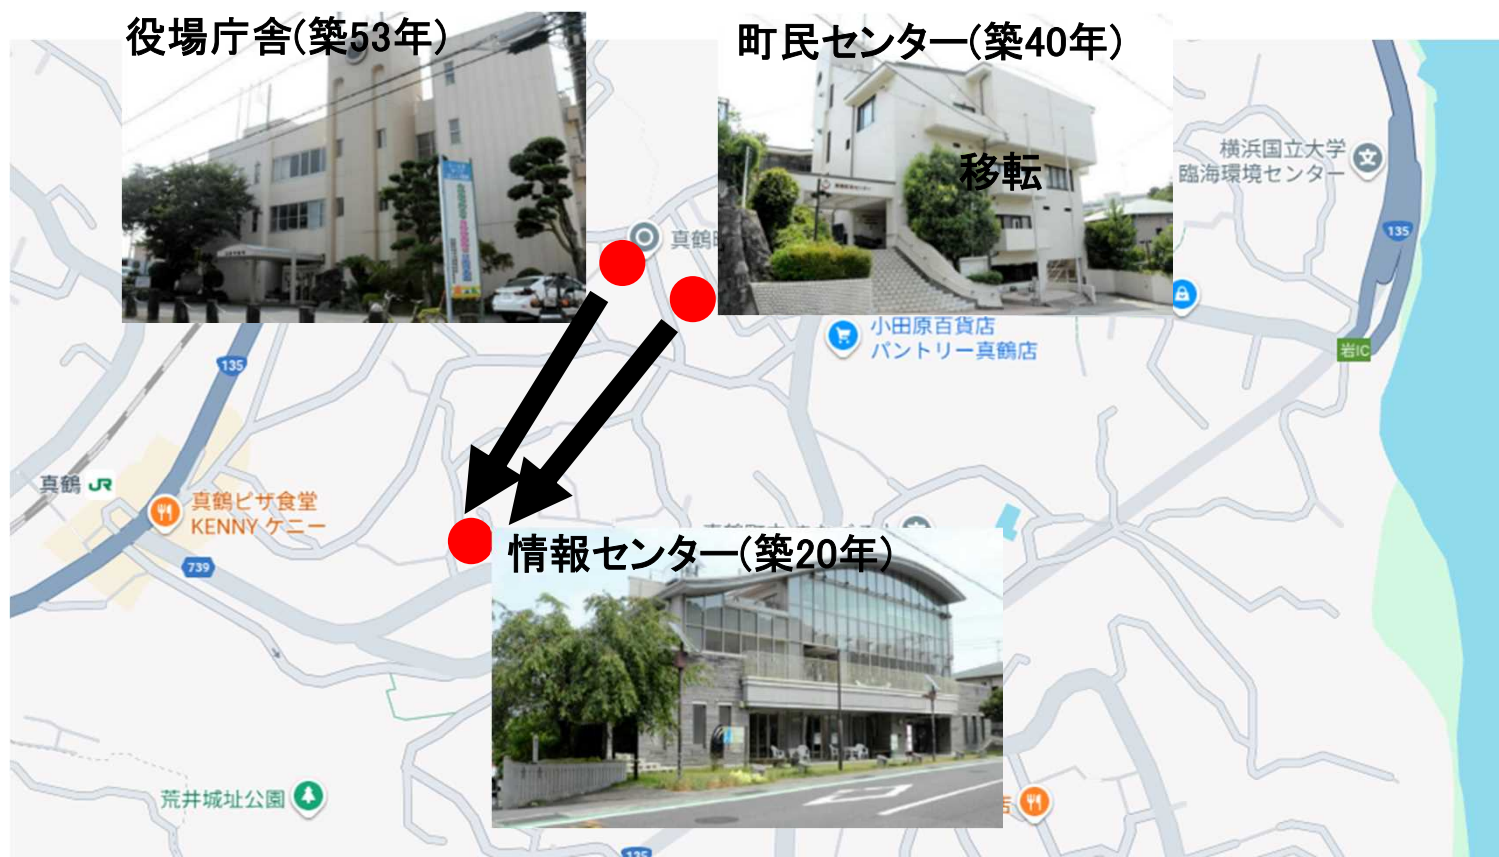 役場庁舎(築53年)
町民センター(築40年)
移転
横浜国立大学
臨海環境センター
135
真鶴
小田原百貨店
パントリー真鶴店
岩IC
135
真鶴 JR
真鶴ピザ食堂
KENNY ケニー
739
情報センター(築20年)
荒井城址公園
店
135